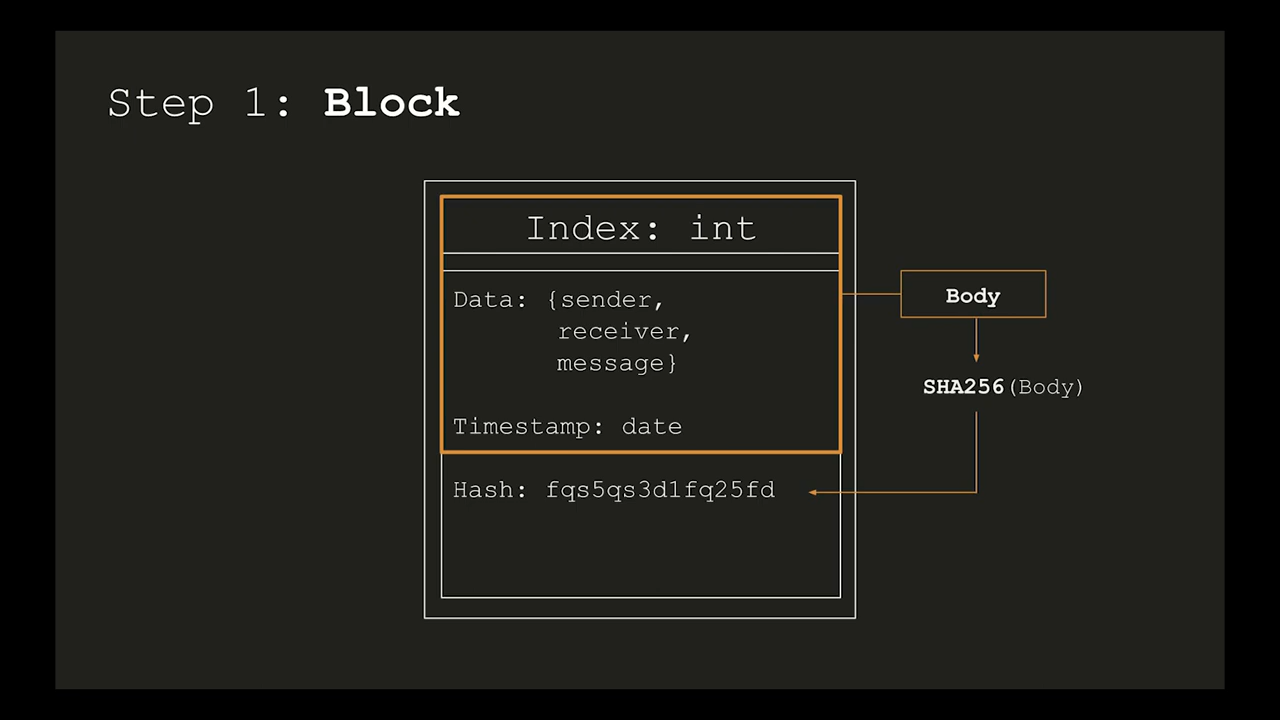 Step 1: Block
Index: int
Data: {sender,
receiver,
message}
Timestamp: date
Hash: fqs5qs3d1fq25fd
Body
SHA256(Body)